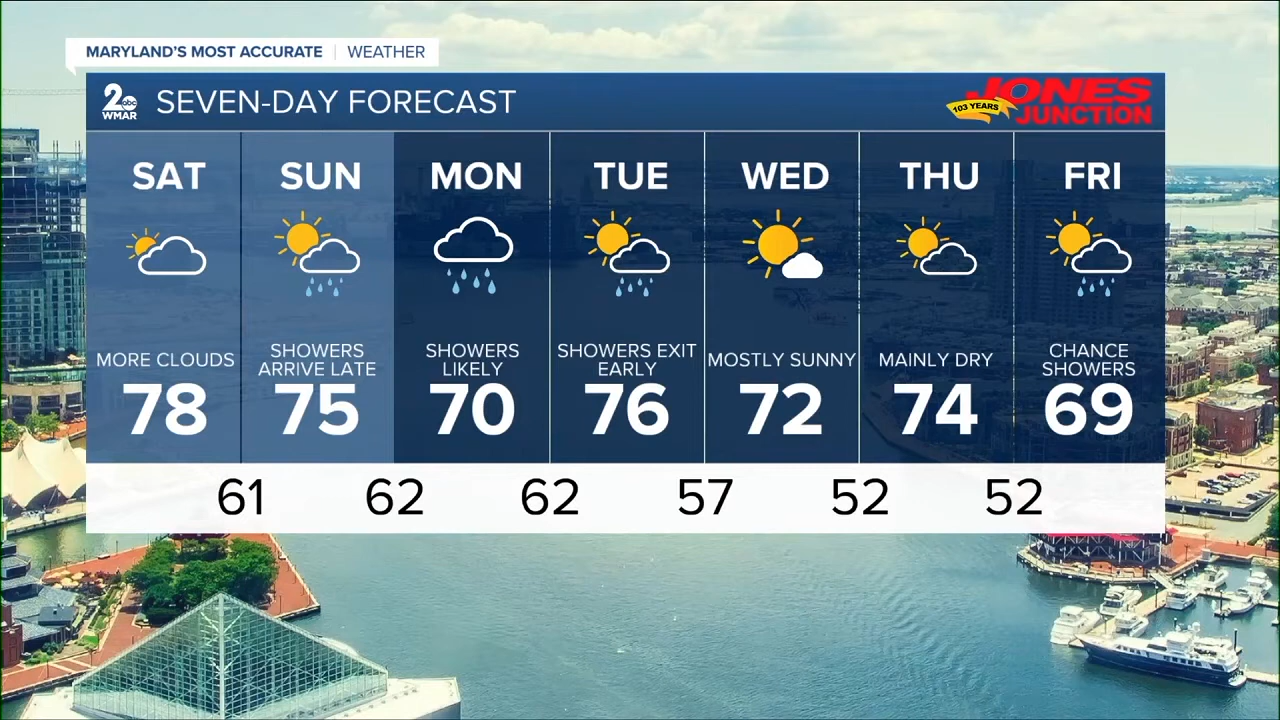 MARYLAND'S MOST ACCURATE | WEATHER
2 abc
WMAR
SEVEN-DAY FORECAST
103 YEARS
JONES
JUNCTION
SAT SUN MON TUE WED THU FRI
MORE CLOUDS
SHOWERS
ARRIVE LATE
SHOWERS
LIKELY
SHOWERS EXIT
EARLY
MOSTLY SUNNY
MAINLY DRY
CHANCE
SHOWERS
78 75 70 76 72 74 69
61 62 62 57 52 52